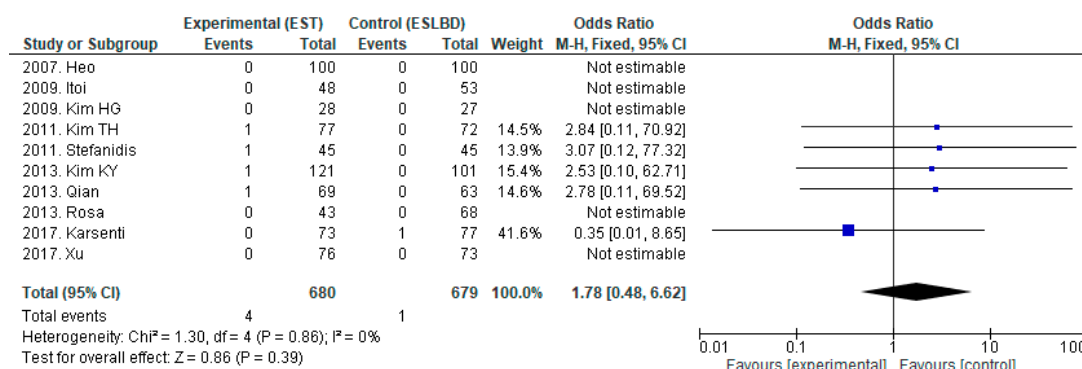 Experimental (EST) Control (ESLBD) Odds Ratio Odds Ratio
Study or Subgroup Events Total Events Total Weight M-H, Fixed, 95% CI M-H, Fixed, 95% CI
2007. Heo 0 100 0 100 Not estimable
2009. Itoi 0 48 0 53 Not estimable
2009. Kim HG 0 28 0 27 Not estimable
2011. Kim TH 1 77 0 72 14.5% 2.84 [0.11, 70.92]
2011. Stefanidis 1 45 0 45 13.9% 3.07 [0.12, 77.32]
2013. Kim KY 1 121 0 101 15.4% 2.53 [0.10, 62.71]
2013. Qian 1 69 0 63 14.6% 2.78 [0.11, 69.52]
2013. Rosa 0 43 0 68 Not estimable
2017. Karsenti 0 73 1 77 41.6% 0.35 [0.01, 8.65]
2017. Xu 0 76 0 73 Not estimable
Total (95% CI) 680 679 100.0% 1.78 [0.48, 6.62]
Total events 4 1
Heterogeneity: Chi² = 1.30, df = 4 (P = 0.86); I² = 0%
Test for overall effect: Z = 0.86 (P = 0.39)
0.01 0.1 1 10 100
Favours [experimental] Favours [control]